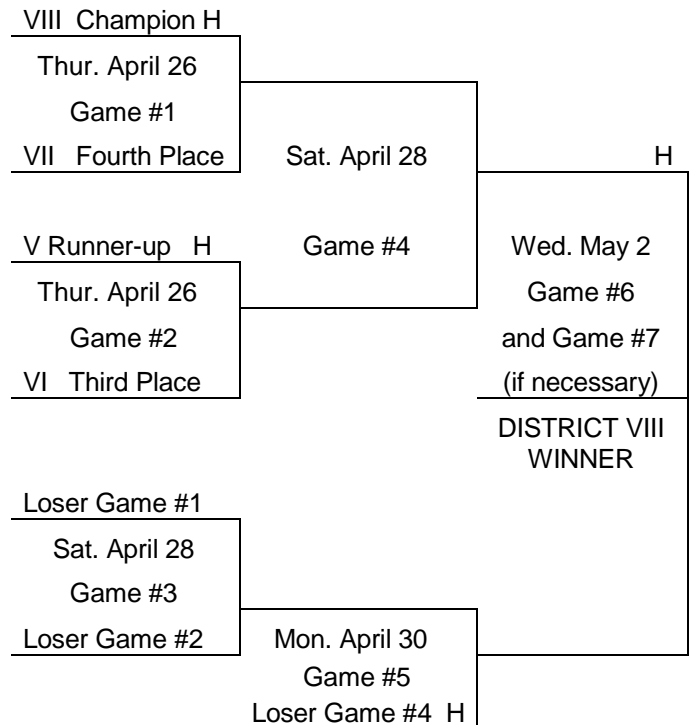 VIII Champion H
Thur. April 26
Game #1
VII Fourth Place
Sat. April 28
H
V Runner-up H
Game #4
Wed. May 2
Thur. April 26
Game #6
Game #2
and Game #7
VI Third Place
(if necessary)
DISTRICT VIII
WINNER
Loser Game #1
Sat. April 28
Game #3
Loser Game #2
Mon. April 30
Game #5
Loser Game #4 H